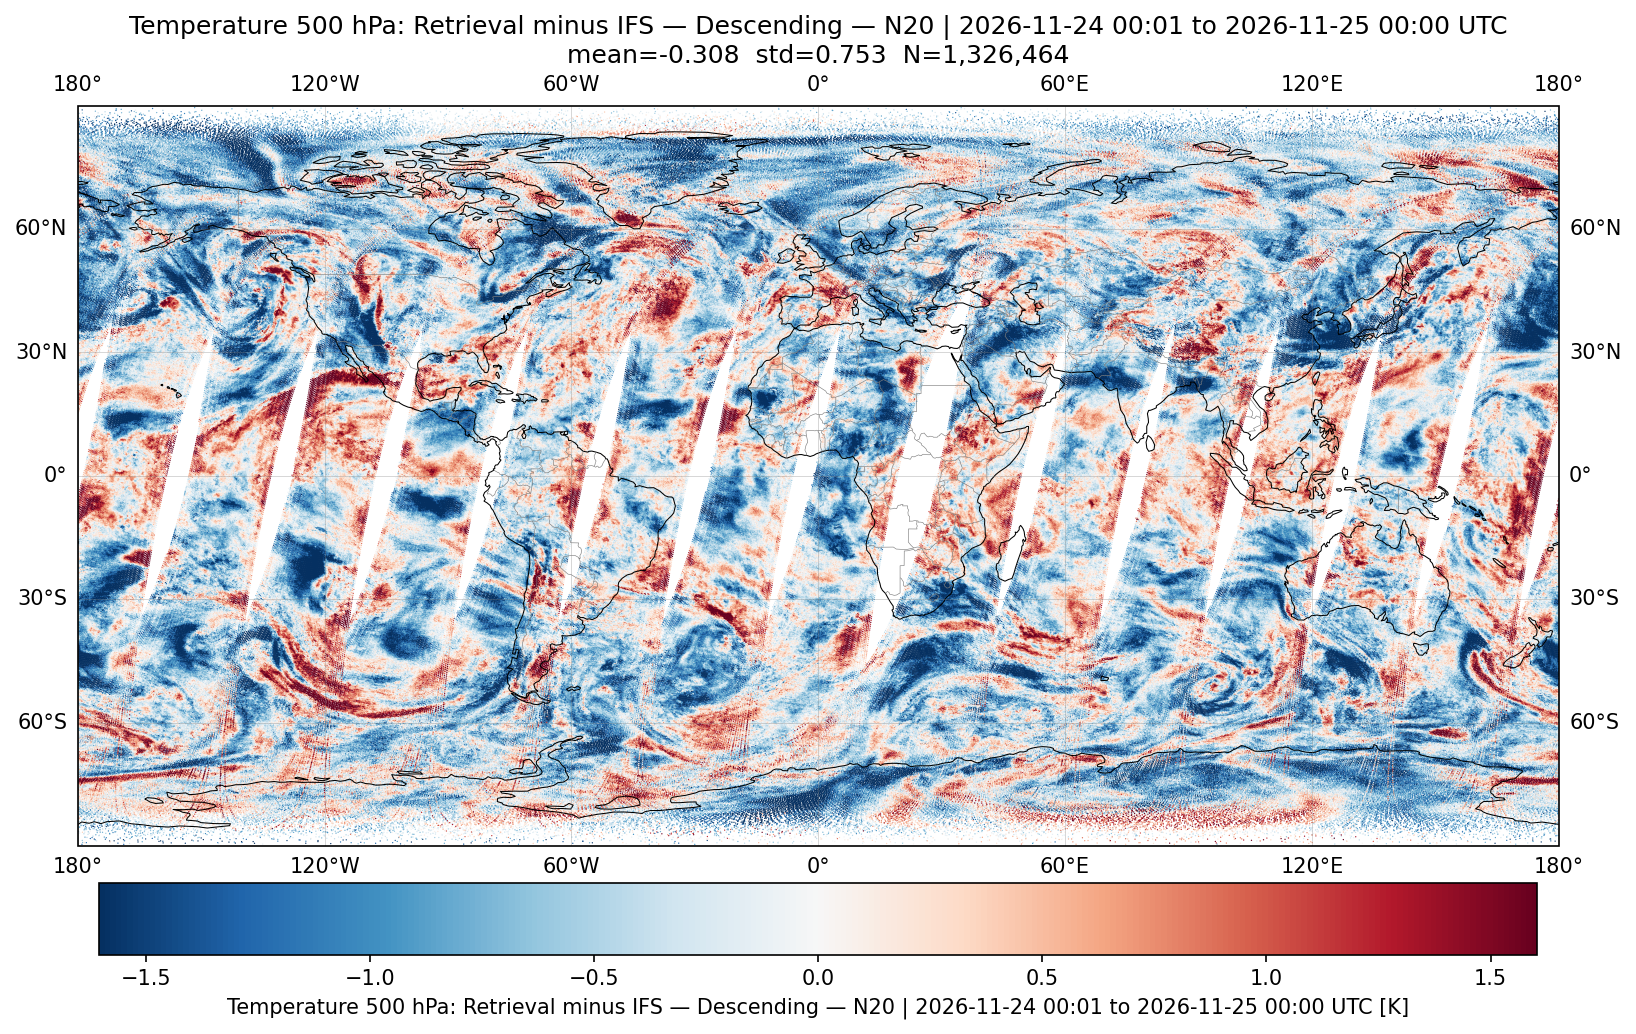 Temperature 500 hPa: Retrieval minus IFS — Descending — N20 | 2026-11-24 00:01 to 2026-11-25 00:00 UTC
mean=-0.308 std=0.753 N=1,326,464
180° 120°W 60°W 0° 60°E 120°E 180°
60°N 60°N
30°N 30°N
0° 0°
30°S 30°S
60°S 60°S
180° 120°W 60°W 0° 60°E 120°E 180°
−1.5 −1.0 −0.5 0.0 0.5 1.0 1.5
Temperature 500 hPa: Retrieval minus IFS — Descending — N20 | 2026-11-24 00:01 to 2026-11-25 00:00 UTC [K]